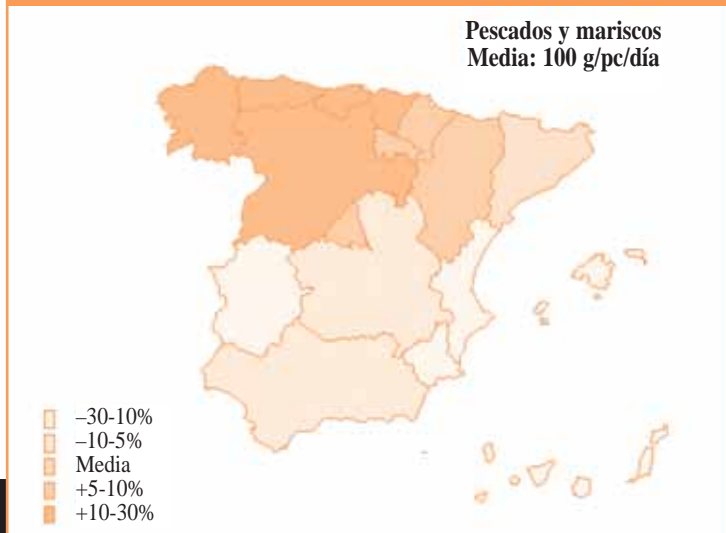 Pescados y mariscos
Media: 100 g/pc/día
–30-10%
–10-5%
Media
+5-10%
+10-30%